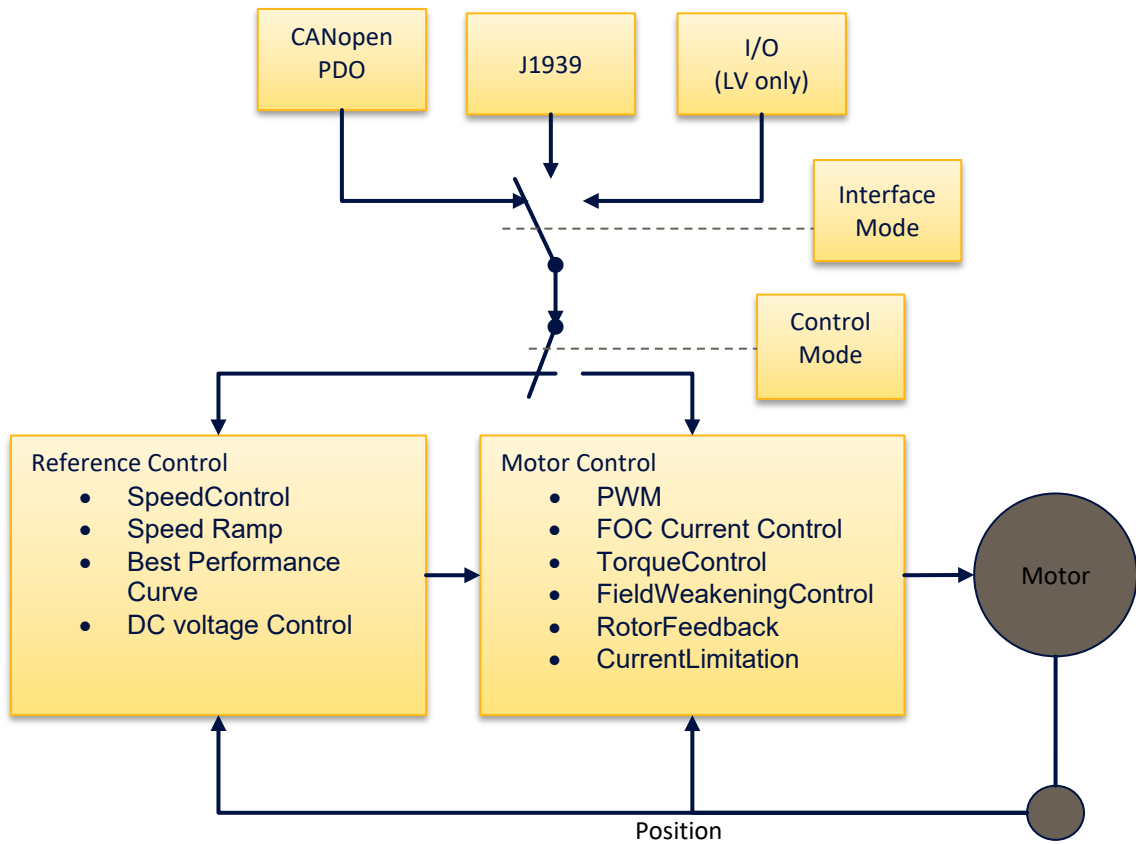 CANopen
PDO
J1939
I/O
(LV only)
Interface
Mode
Control
Mode
Reference Control
• SpeedControl
• Speed Ramp
• Best Performance
Curve
• DC voltage Control
Motor Control
• PWM
• FOC Current Control
• TorqueControl
• FieldWeakeningControl
• RotorFeedback
• CurrentLimitation
Motor
Position